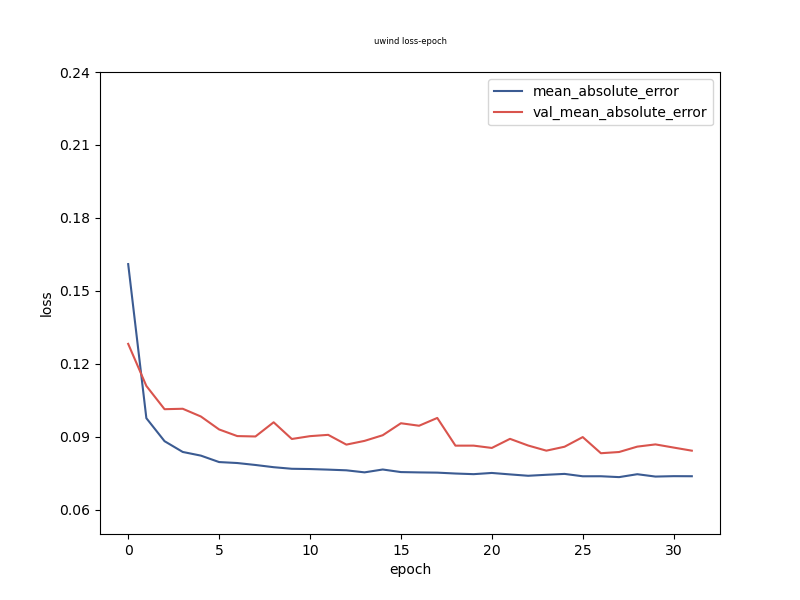 uwind loss-epoch
mean_absolute_error
val_mean_absolute_error
0.24
0.21
0.18
0.15
0.12
0.09
0.06
loss
0 5 10 15 20 25 30
epoch